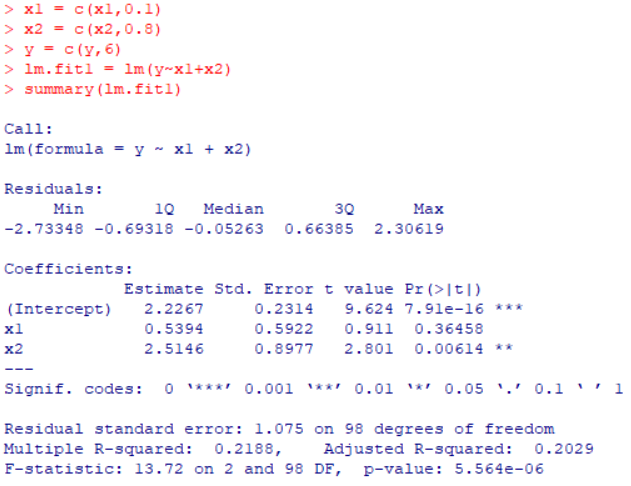 > x1 = c(x1,0.1)
> x2 = c(x2,0.8)
> y = c(y,6)
> lm.fit1 = lm(y~x1+x2)
> summary(lm.fit1)
Call:
lm(formula = y ~ x1 + x2)
Residuals:
     Min       1Q   Median       3Q      Max
-2.73348 -0.69318 -0.05263  0.66385  2.30619
Coefficients:
            Estimate Std. Error t value Pr(>|t|)
(Intercept)   2.2267     0.2314   9.624 7.91e-16 ***
x1            0.5394     0.5922   0.911  0.36458
x2            2.5146     0.8977   2.801  0.00614 **
---
Signif. codes:  0 ‘***’ 0.001 ‘**’ 0.01 ‘*’ 0.05 ‘.’ 0.1 ‘ ’ 1
Residual standard error: 1.075 on 98 degrees of freedom
Multiple R-squared:  0.2188,    Adjusted R-squared:  0.2029
F-statistic: 13.72 on 2 and 98 DF,  p-value: 5.564e-06